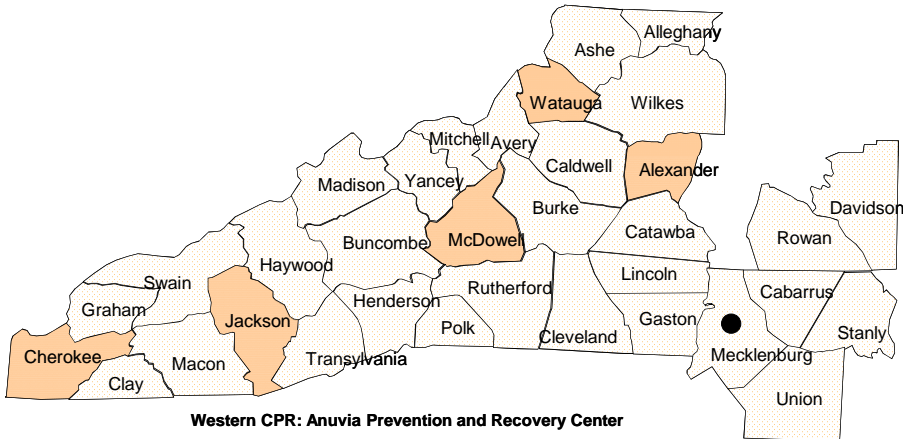 Alleghany
Ashe
Watauga
Wilkes
Mitchell
Avery
Caldwell
Alexander
Madison
Yancey
Burke
Davidson
Buncombe
McDowell
Catawba
Rowan
Haywood
Swain
Lincoln
Cabarrus
Graham
Henderson
Rutherford
Jackson
Polk
Cleveland
Gaston
Stanly
Cherokee
Macon
Transylvania
Mecklenburg
Clay
Union
Western CPR: Anuvia Prevention and Recovery Center